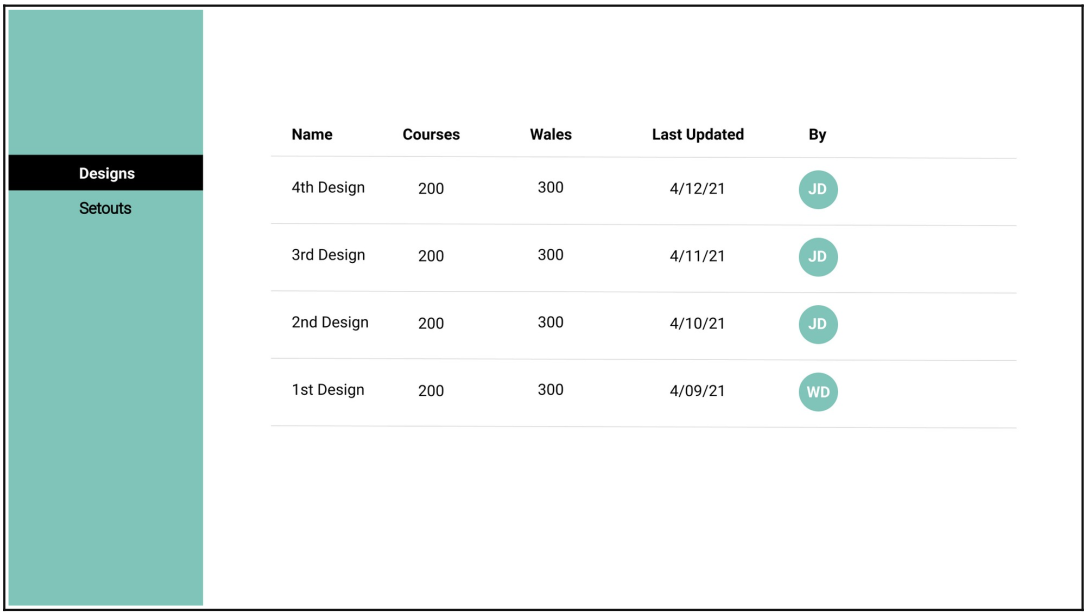 Designs
Setouts
Name Courses Wales Last Updated By
4th Design 200 300 4/12/21 JD
3rd Design 200 300 4/11/21 JD
2nd Design 200 300 4/10/21 JD
1st Design 200 300 4/09/21 WD